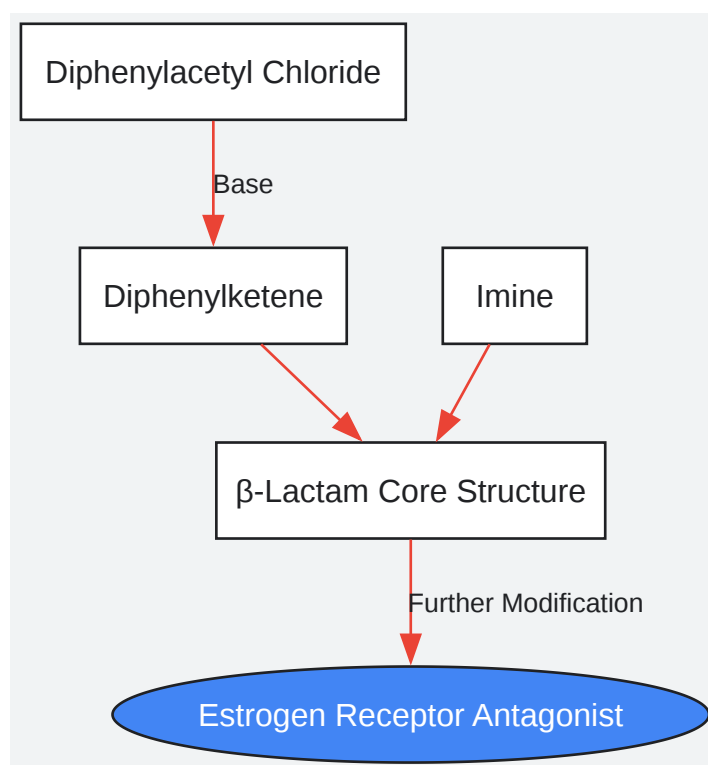 Diphenylacetyl Chloride
Base
Diphenylketene
Imine
β-Lactam Core Structure
Further Modification
Estrogen Receptor Antagonist